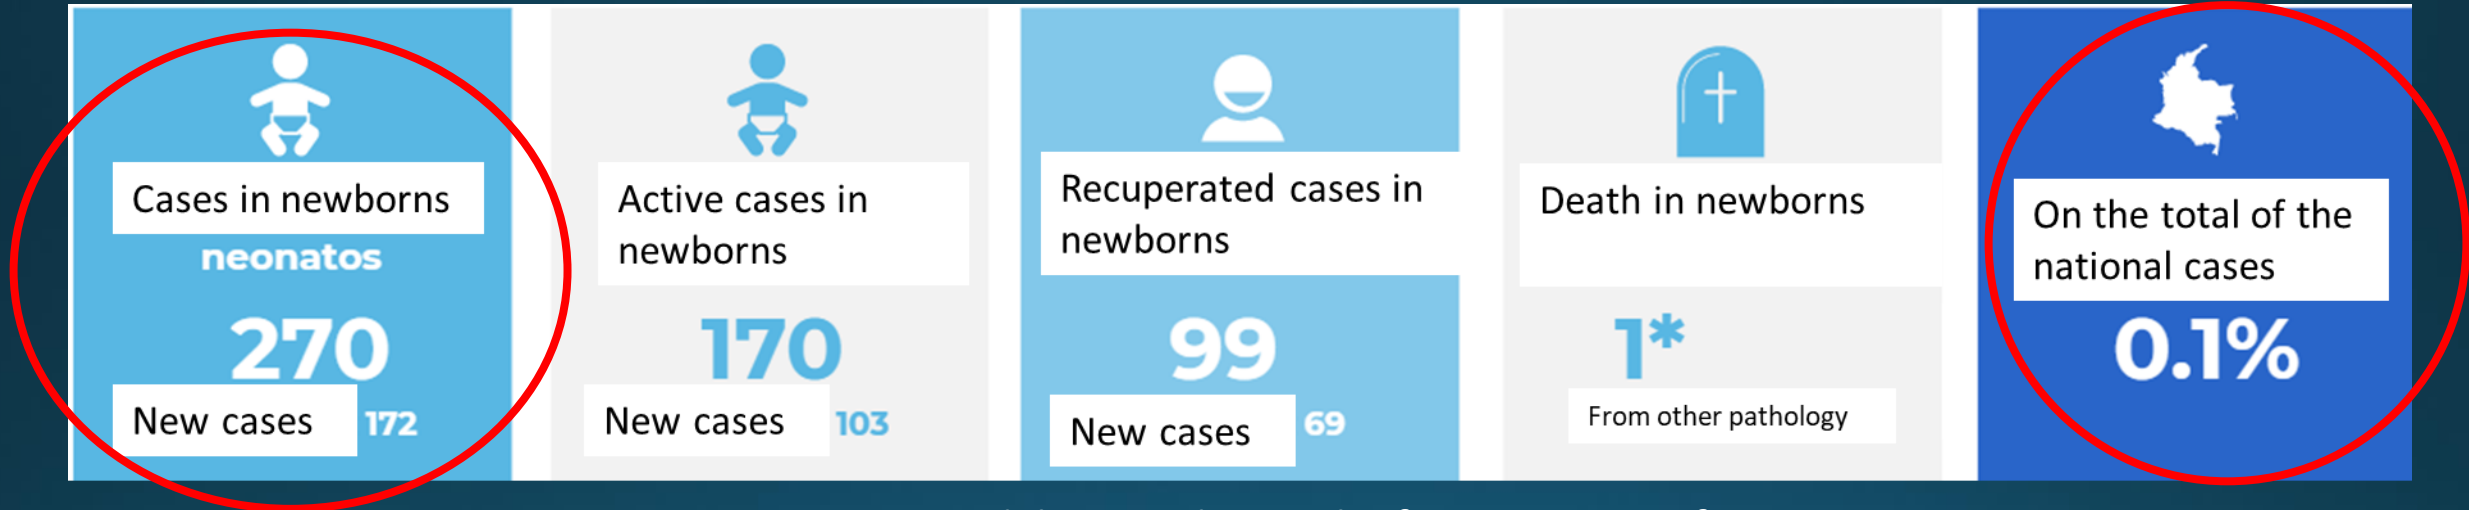 Cases in newborns
neonatos
270
New cases 172
Active cases in
newborns
170
New cases 103
Recuperated cases in
newborns
99
New cases 69
Death in newborns
1*
From other pathology
On the total of the
national cases
0.1%